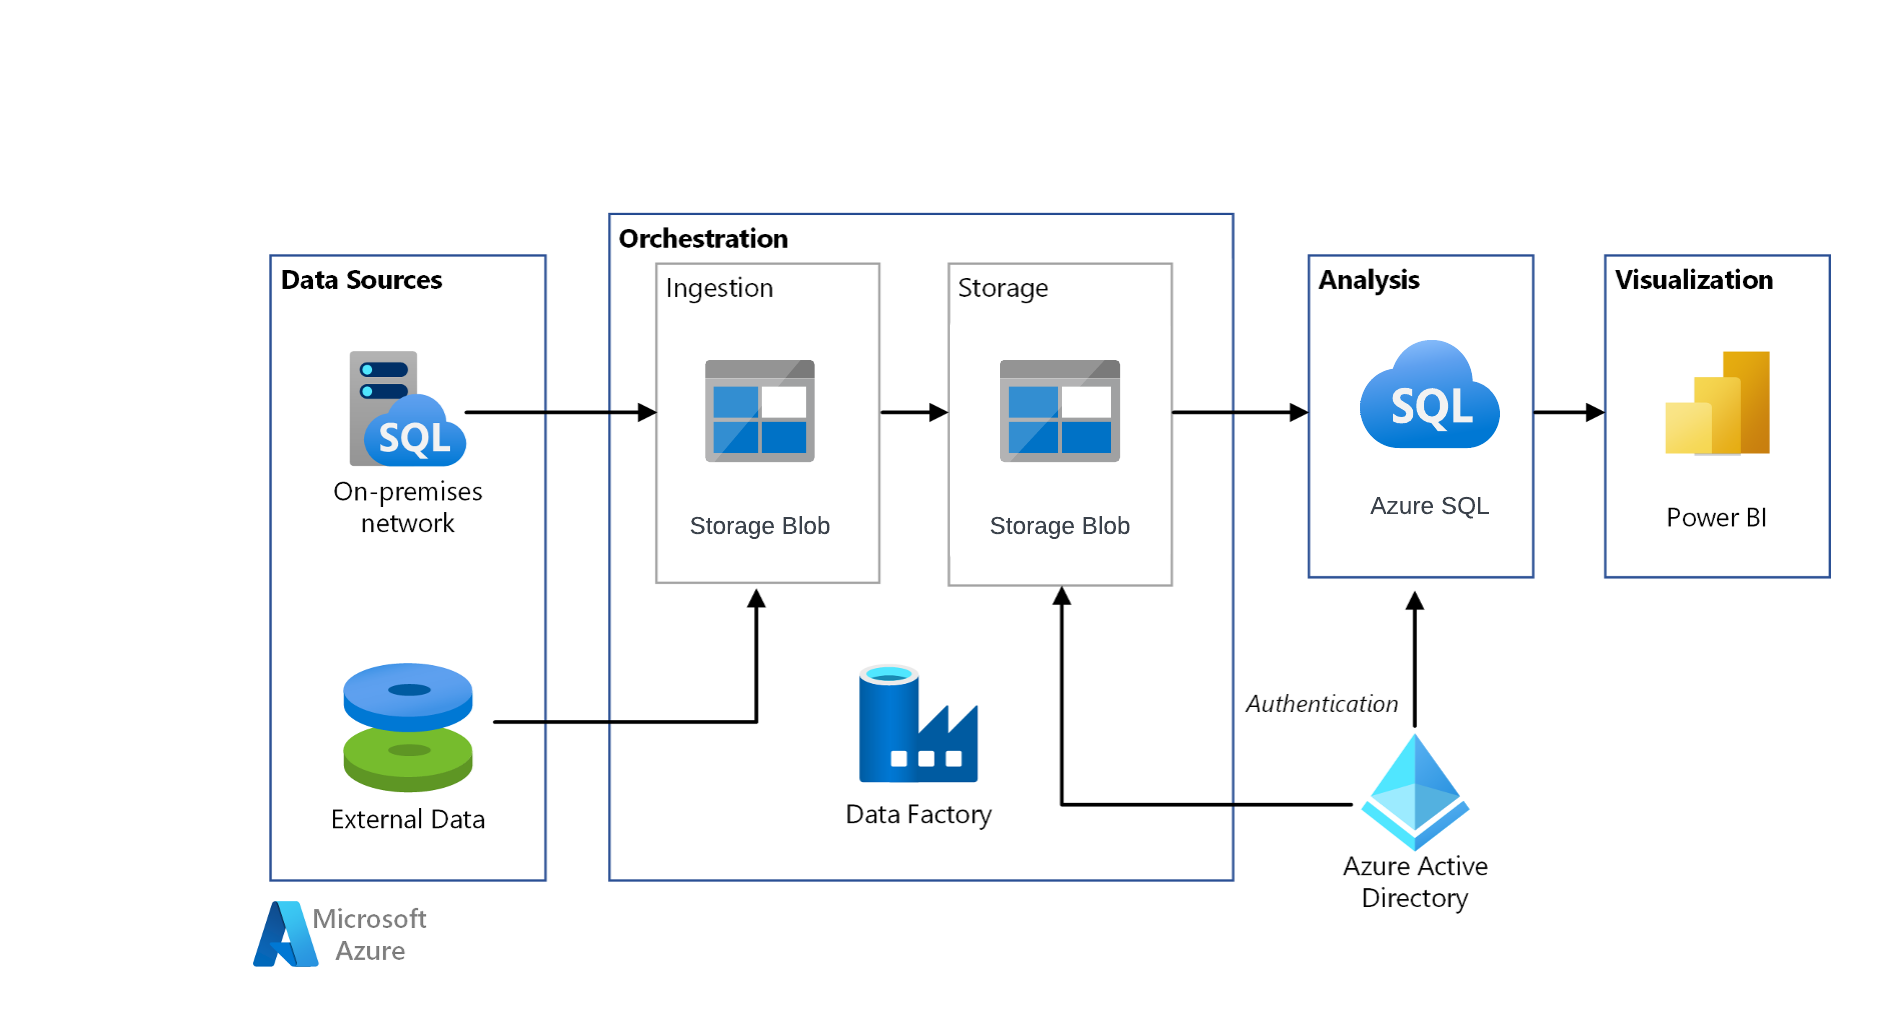 Orchestration
Data Sources
Ingestion
Storage
Analysis
Visualization
SQL
SQL
On-premises
network
Storage Blob
Storage Blob
Azure SQL
Power BI
Authentication
External Data
Data Factory
Azure Active
Directory
Microsoft
Azure